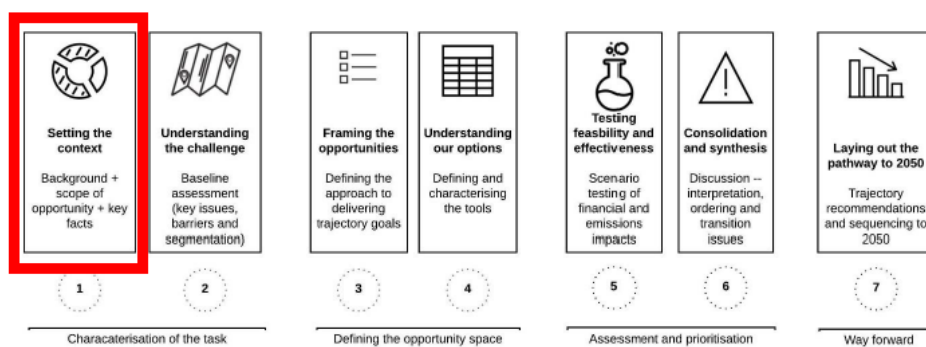 Setting the
context
Background +
scope of
opportunity + key
facts
Understanding
the challenge
Baseline
assessment
(key issues,
barriers and
segmentation)
Framing the
opportunities
Defining the
approach to
delivering
trajectory goals
Understanding
our options
Defining and
characterising
the tools
Testing
feasbility and
effectiveness
Scenario
testing of
financial and
emissions
impacts
Consolidation
and synthesis
Discussion --
interpretation,
ordering and
transition
issues
Laying out the
pathway to 2050
Trajectory
recommendations
and sequencing to
2050
1
2
3
4
5
6
7
Characaterisation of the task
Defining the opportunity space
Assessment and prioritisation
Way forward